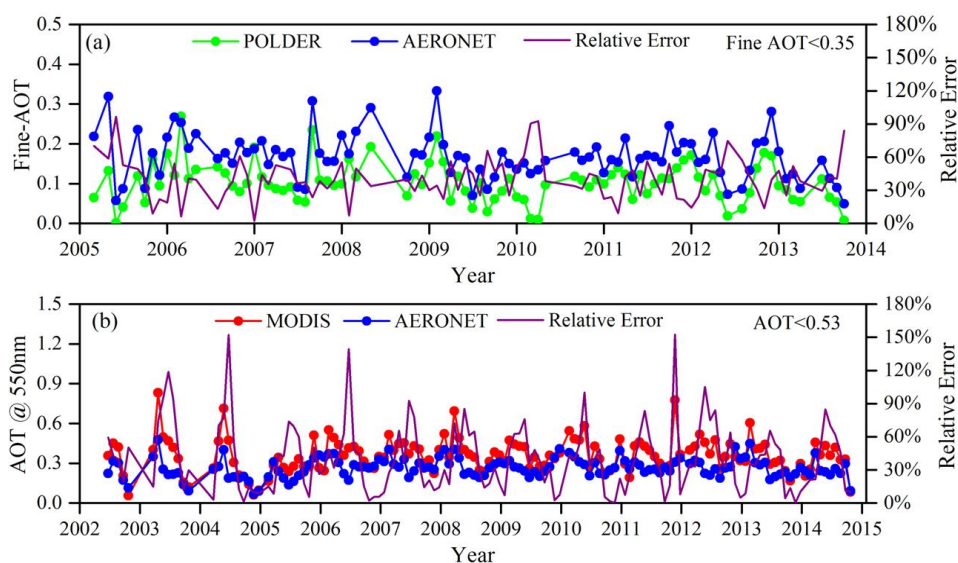 (a) POLDER AERONET Relative Error Fine AOT<0.35
0.5 0.4 0.3 0.2 0.1 0.0
Fine-AOT
180% 150% 120% 90% 60% 30% 0%
Relative Error
2005 2006 2007 2008 2009 2010 2011 2012 2013 2014
Year
(b) MODIS AERONET Relative Error AOT<0.53
1.5 1.2 0.9 0.6 0.3 0.0
AOT @ 550nm
180% 150% 120% 90% 60% 30% 0%
Relative Error
2002 2003 2004 2005 2006 2007 2008 2009 2010 2011 2012 2013 2014 2015
Year